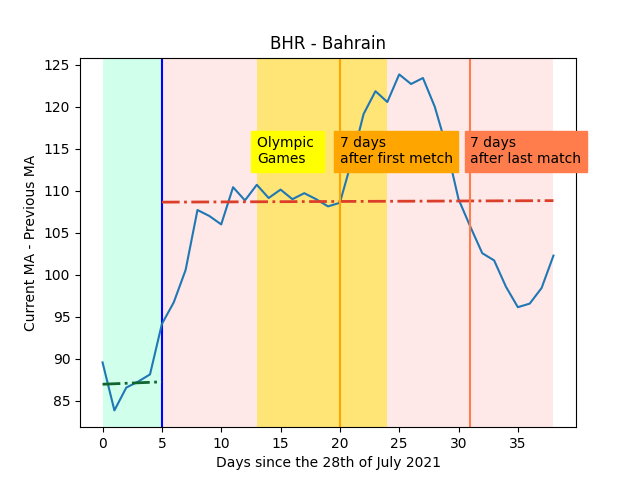 BHR - Bahrain
125
120
115
110
105
100
95
90
85
Current MA - Previous MA
Olympic
Games
7 days
after first metch
7 days
after last match
0 5 10 15 20 25 30 35
Days since the 28th of July 2021